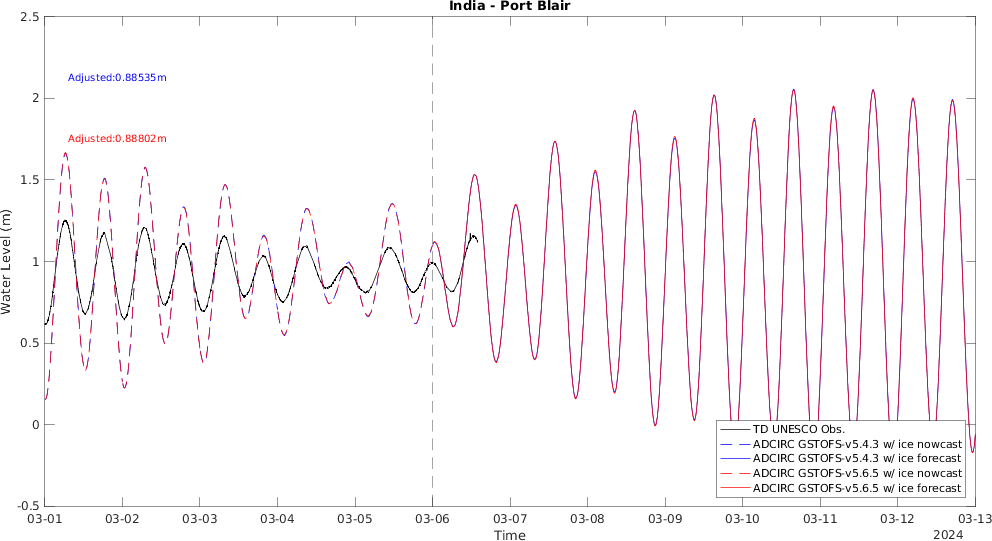 India - Port Blair
2.5
2
1.5
1
0.5
0
-0.5
Water Level (m)
Adjusted:0.88535m
Adjusted:0.88802m
TD UNESCO Obs.
ADCIRC GSTOFS-v5.4.3 w/ ice nowcast
ADCIRC GSTOFS-v5.4.3 w/ ice forecast
ADCIRC GSTOFS-v5.6.5 w/ ice nowcast
ADCIRC GSTOFS-v5.6.5 w/ ice forecast
03-01 03-02 03-03 03-04 03-05 03-06 03-07 03-08 03-09 03-10 03-11 03-12 03-13
Time
2024